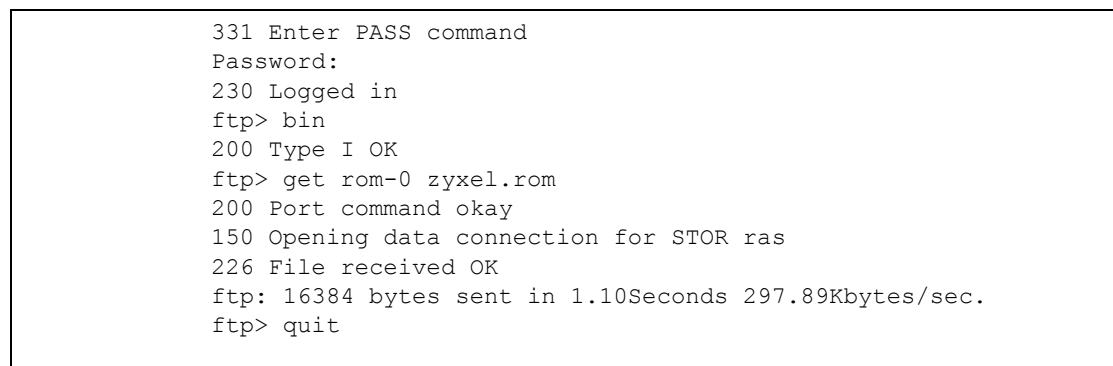 331 Enter PASS command
Password:
230 Logged in
ftp> bin
200 Type I OK
ftp> get rom-0 zyxel.rom
200 Port command okay
150 Opening data connection for STOR ras
226 File received OK
ftp: 16384 bytes sent in 1.10Seconds 297.89Kbytes/sec.
ftp> quit